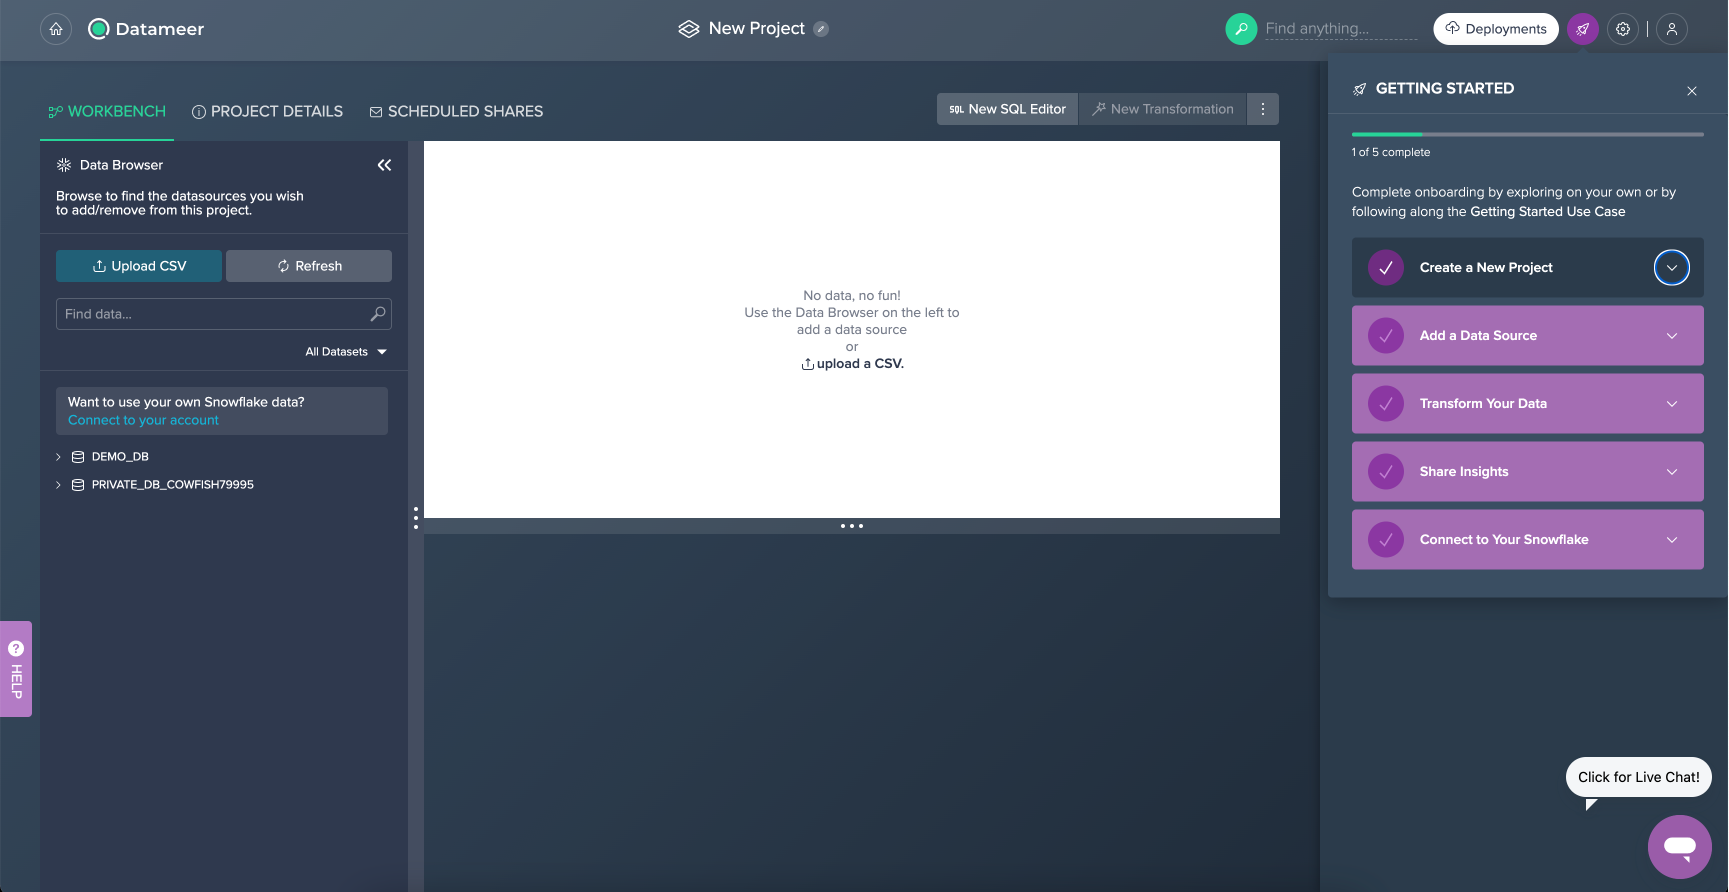 Datameer
New Project
Find anything...
Deployments
WORKBENCH
PROJECT DETAILS
SCHEDULED SHARES
SQL New SQL Editor
New Transformation
Data Browser
Browse to find the datasources you wish
to add/remove from this project.
Upload CSV
Refresh
Find data...
All Datasets
Want to use your own Snowflake data?
Connect to your account
DEMO_DB
PRIVATE_DB_COWFISH79995
No data, no fun!
Use the Data Browser on the left to
add a data source
or
upload a CSV.
GETTING STARTED
1 of 5 complete
Complete onboarding by exploring on your own or by
following along the Getting Started Use Case
Create a New Project
Add a Data Source
Transform Your Data
Share Insights
Connect to Your Snowflake
? HELP
Click for Live Chat!